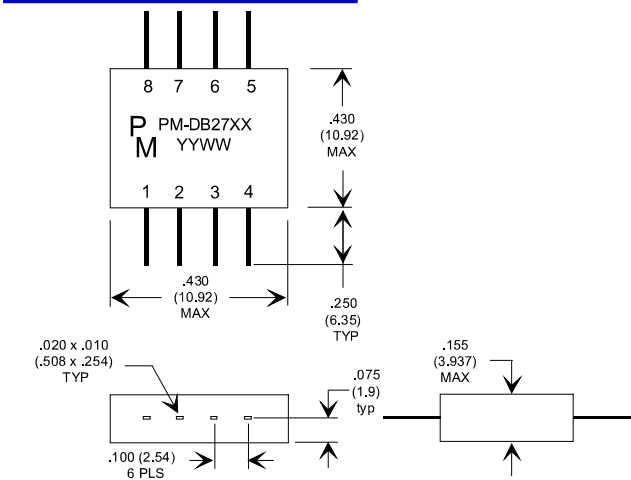 8 7 6 5
P
M
PM-DB27XX
YYWW
1 2 3 4
.430
(10.92)
MAX
.430
(10.92)
MAX
.250
(6.35)
TYP
.020 x .010
(.508 x .254)
TYP
.075
(1.9)
typ
.155
(3.937)
MAX
.100 (2.54)
6 PLS